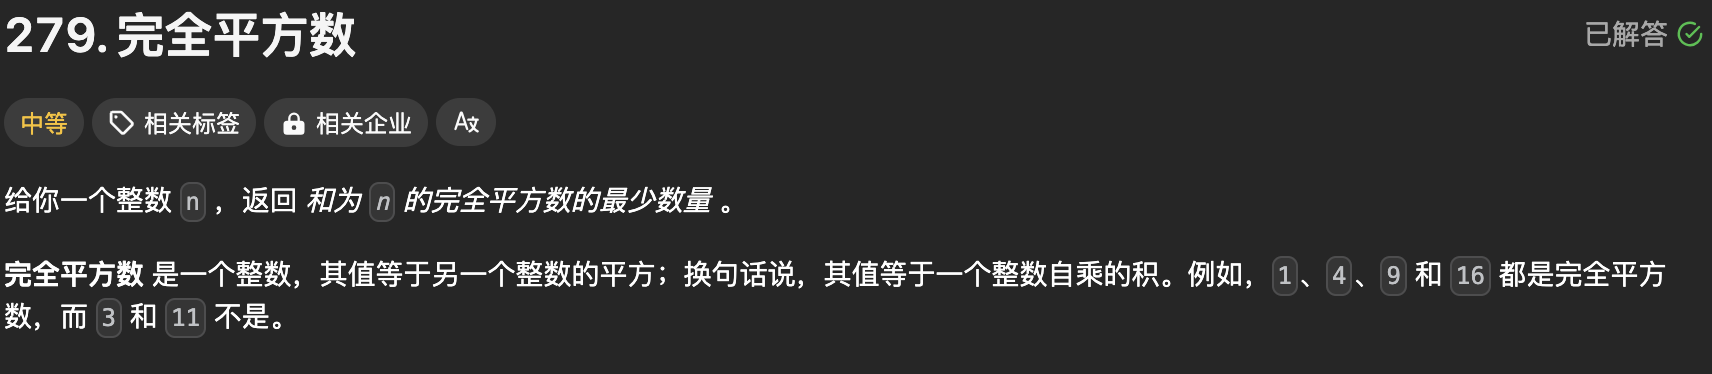 279. 完全平方数
已解答
中等
相关标签
相关企业
给你一个整数 n ，返回 和为 n 的完全平方数的最少数量 。
完全平方数 是一个整数，其值等于另一个整数的平方；换句话说，其值等于一个整数自乘的积。例如，1、4、9 和 16 都是完全平方
数，而 3 和 11 不是。